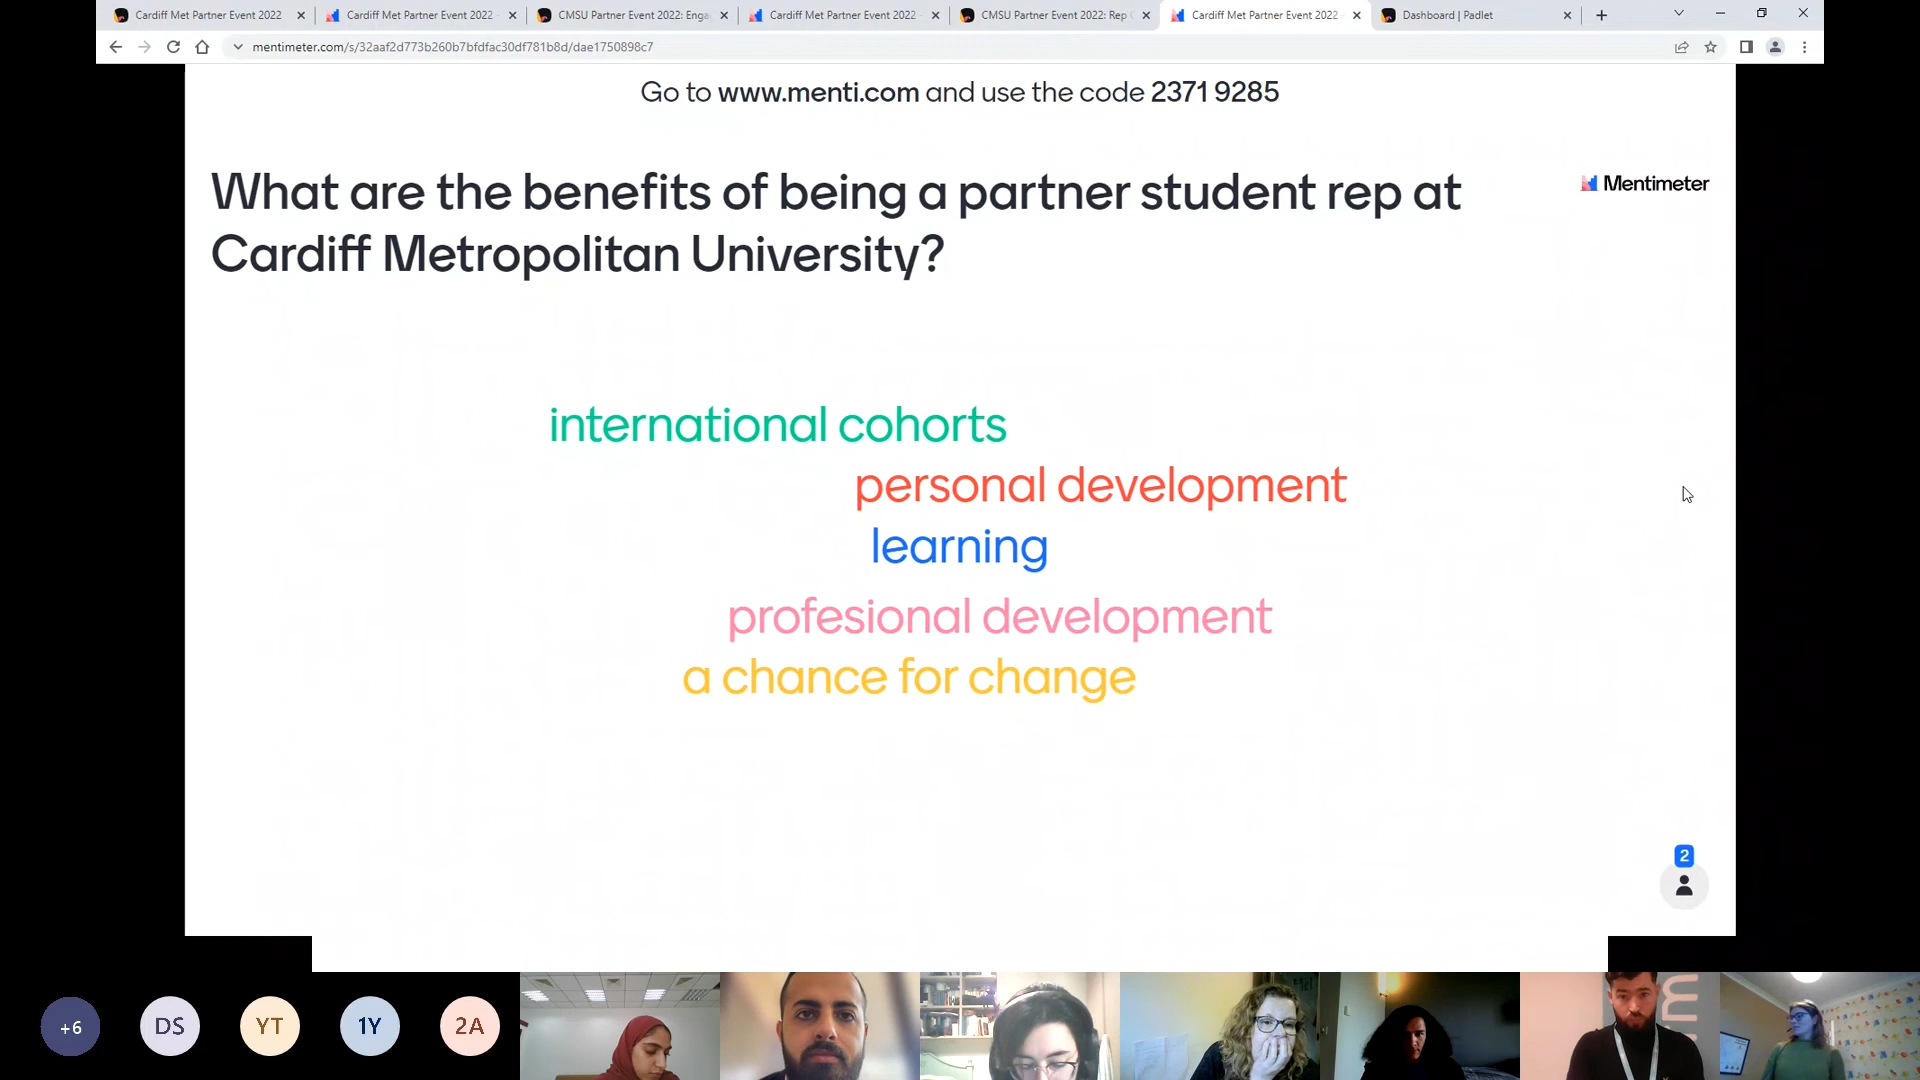 Cardiff Met Partner Event 2022
Cardiff Met Partner Event 2022 -
CMSU Partner Event 2022: Enga
Cardiff Met Partner Event 2022 -
CMSU Partner Event 2022: Rep
Cardiff Met Partner Event 2022 -
Dashboard | Padlet
mentimeter.com/s/32aaf2d773b260b7bfdfac30df781b8d/dae1750898c7
Go to www.menti.com and use the code 2371 9285
What are the benefits of being a partner student rep at
Cardiff Metropolitan University?
Mentimeter
international cohorts
personal development
learning
profesional development
a chance for change
2
+6
DS
YT
1Y
2A